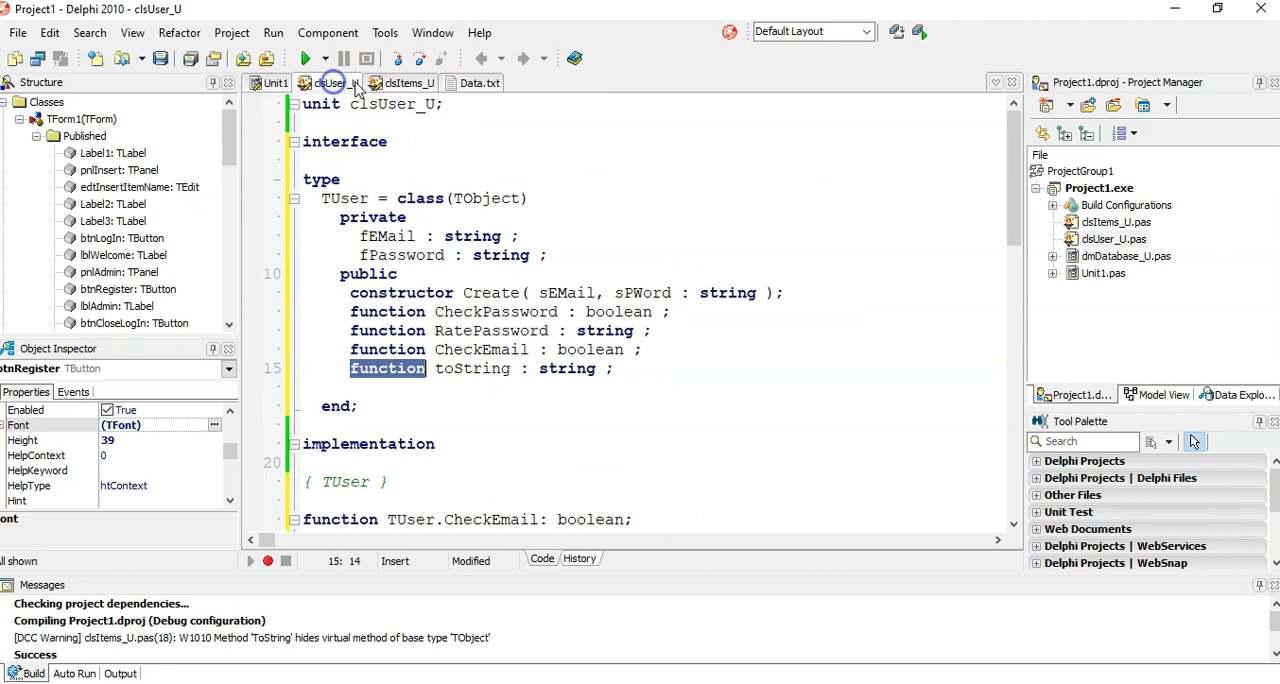 Project1 - Delphi 2010 - clsUser_U
File Edit Search View Refactor Project Run Component Tools Window Help
Default Layout
Structure
Unit1 clsUser_U clsItems_U Data.txt
Project1.dproj - Project Manager
Classes
TForm1(TForm)
Published
Label1: TLabel
pnlInsert: TPanel
edtInsertItemName: TEdit
Label2: TLabel
Label3: TLabel
btnLogIn: TButton
lblWelcome: TLabel
pnlAdmin: TPanel
btnRegister: TButton
lblAdmin: TLabel
btnCloseLogIn: TButton
unit clsUser_U;
interface
type
TUser = class(TObject)
private
fEMail : string ;
fPassword : string ;
10
public
constructor Create( sEMail, sPWord : string );
function CheckPassword : boolean ;
function RatePassword : string ;
function CheckEmail : boolean ;
15
function toString : string ;
end;
implementation
20
{ TUser }
function TUser.CheckEmail: boolean;
File
ProjectGroup1
Project1.exe
Build Configurations
clsItems_U.pas
clsUser_U.pas
dmDatabase_U.pas
Unit1.pas
Project1.d... Model View Data Explo...
Tool Palette
Search
Delphi Projects
Delphi Projects | Delphi Files
Other Files
Unit Test
Web Documents
Delphi Projects | WebServices
Delphi Projects | WebSnap
Object Inspector
btnRegister TButton
Properties Events
Enabled True
Font (TFont)
Height 39
HelpContext 0
HelpKeyword
HelpType htContext
Hint
ont
ll shown
15: 14 Insert Modified Code History
Messages
Checking project dependencies...
Compiling Project1.dproj (Debug configuration)
[DCC Warning] clsItems_U.pas(18): W1010 Method 'ToString' hides virtual method of base type 'TObject'
Success
Build Auto Run Output